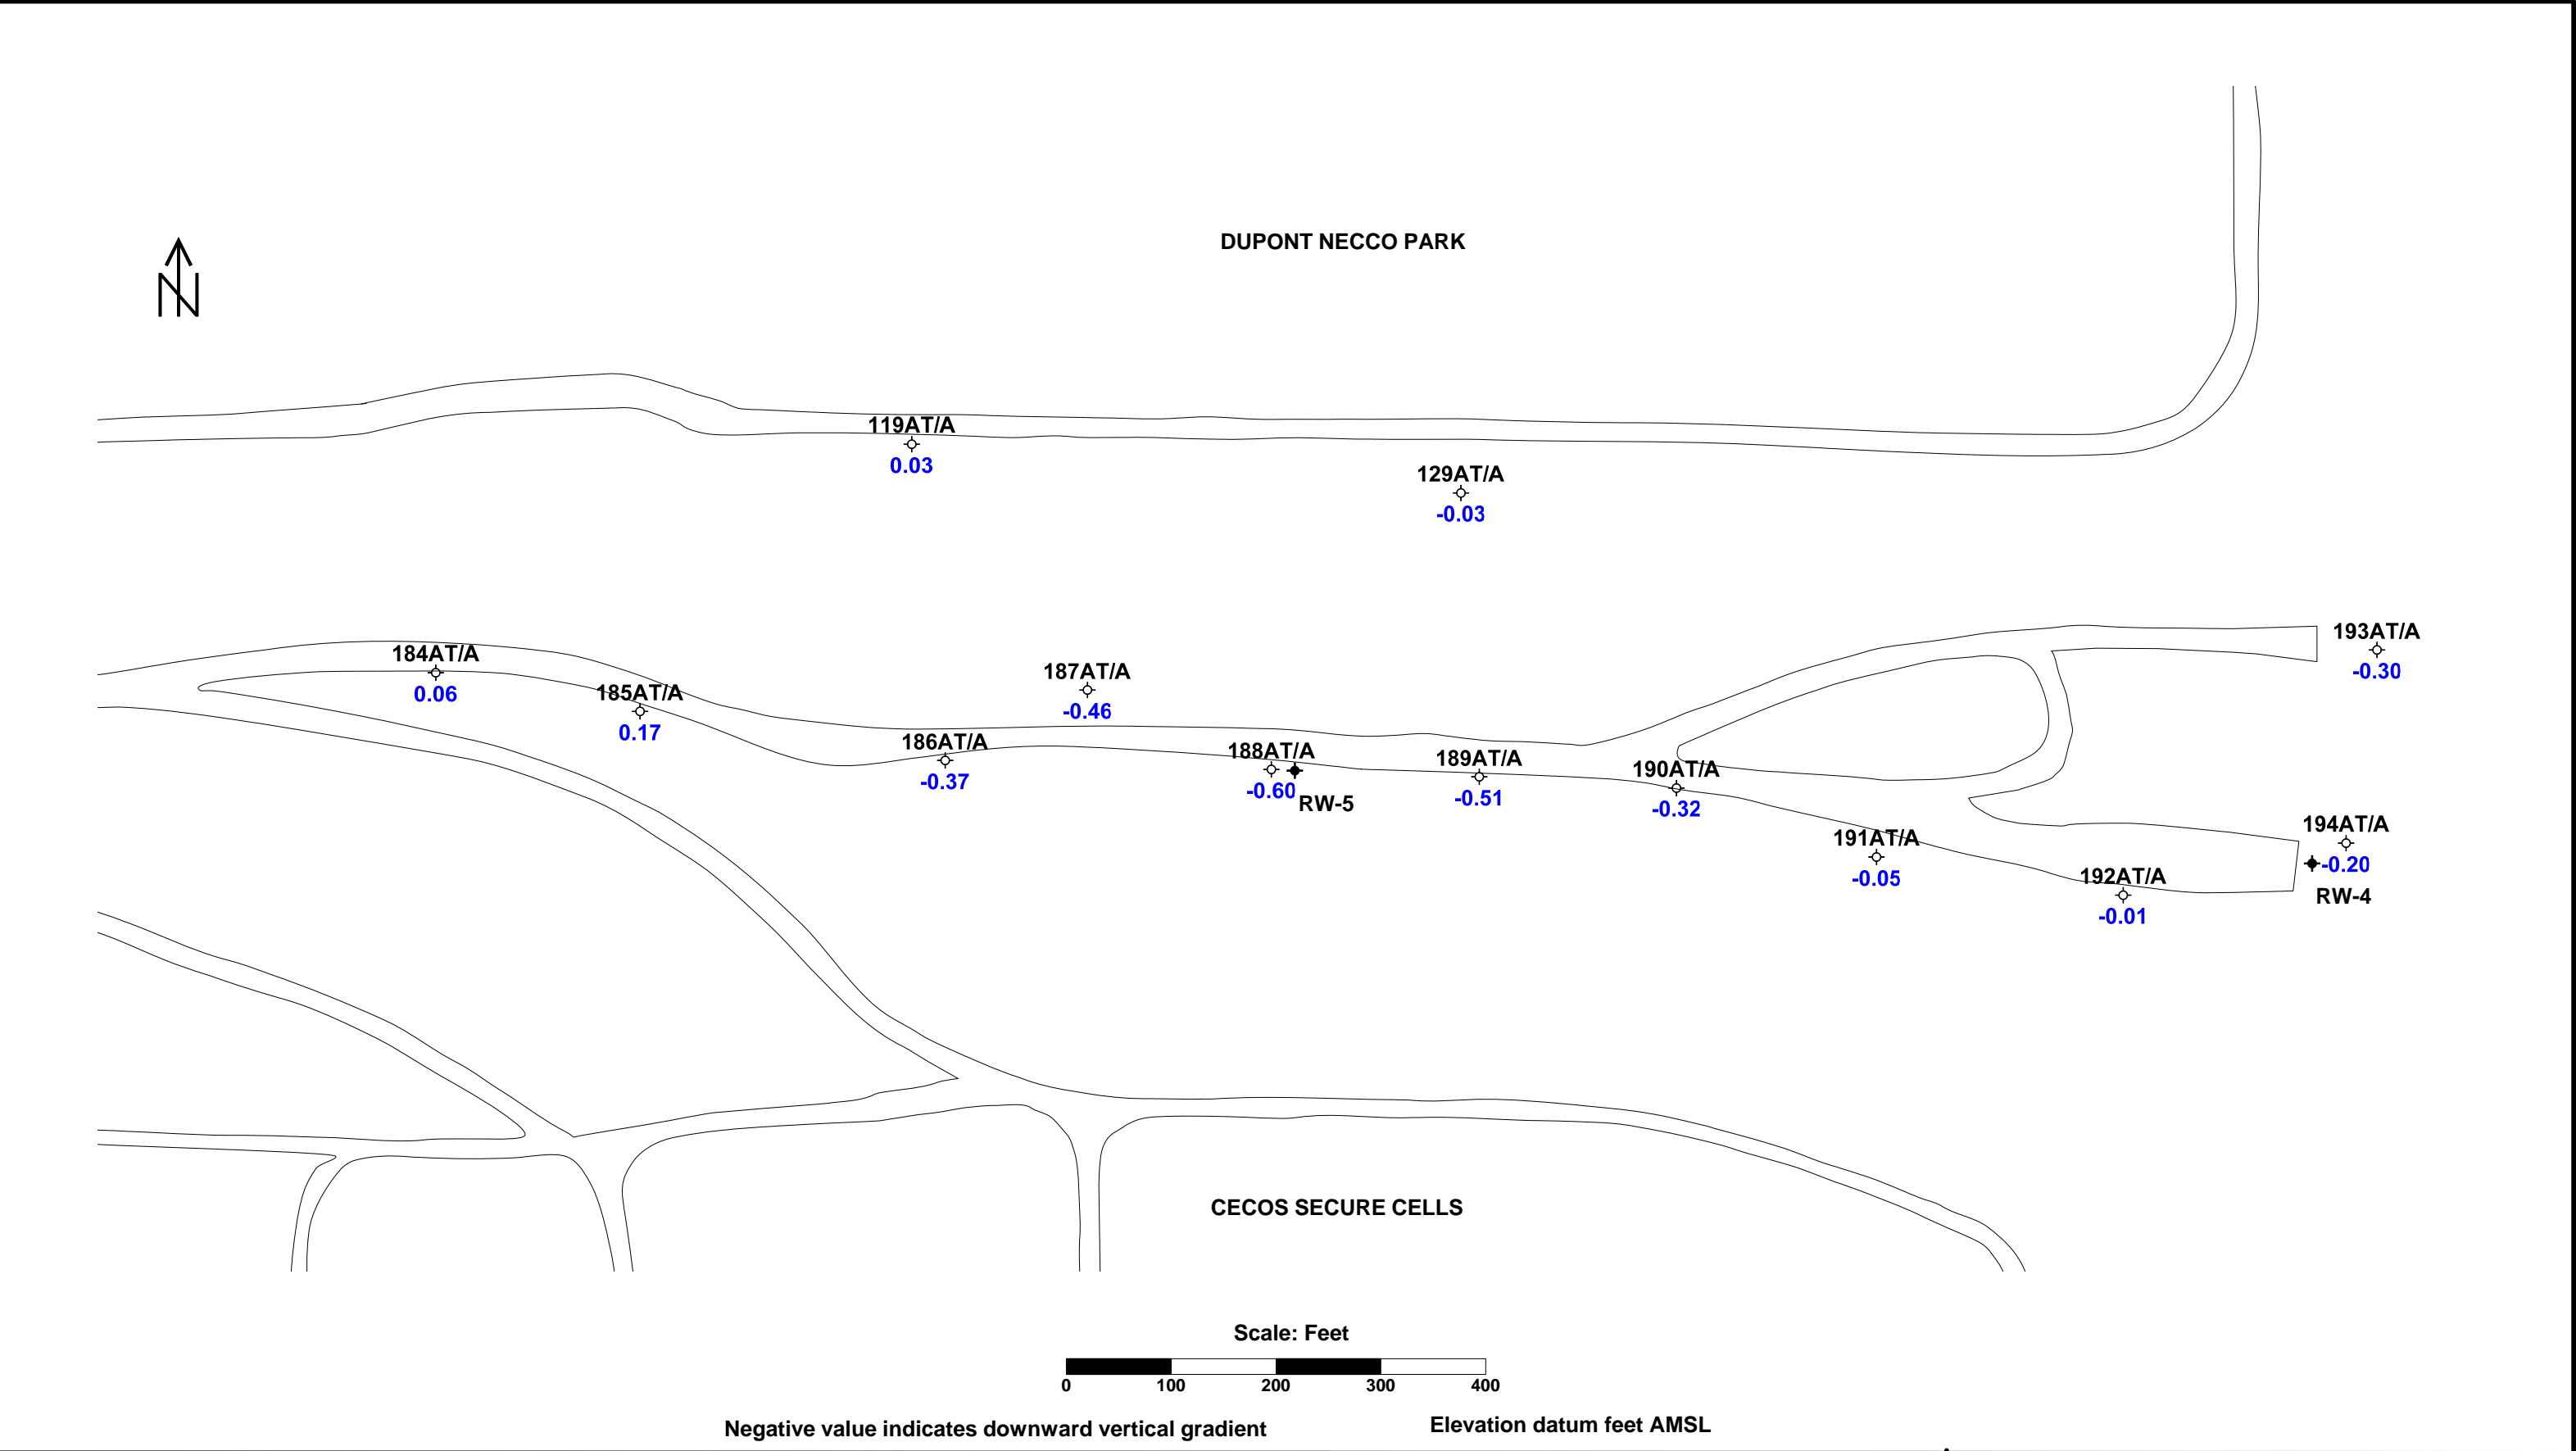 DUPONT NECCO PARK
N
119AT/A
0.03
129AT/A
-0.03
193AT/A
-0.30
184AT/A
0.06
187AT/A
-0.46
185AT/A
0.17
186AT/A
-0.37
188AT/A
-0.60
RW-5
189AT/A
-0.51
190AT/A
-0.32
191AT/A
-0.05
194AT/A
-0.20
RW-4
192AT/A
-0.01
CECOS SECURE CELLS
Scale: Feet
0 100 200 300 400
Negative value indicates downward vertical gradient
Elevation datum feet AMSL